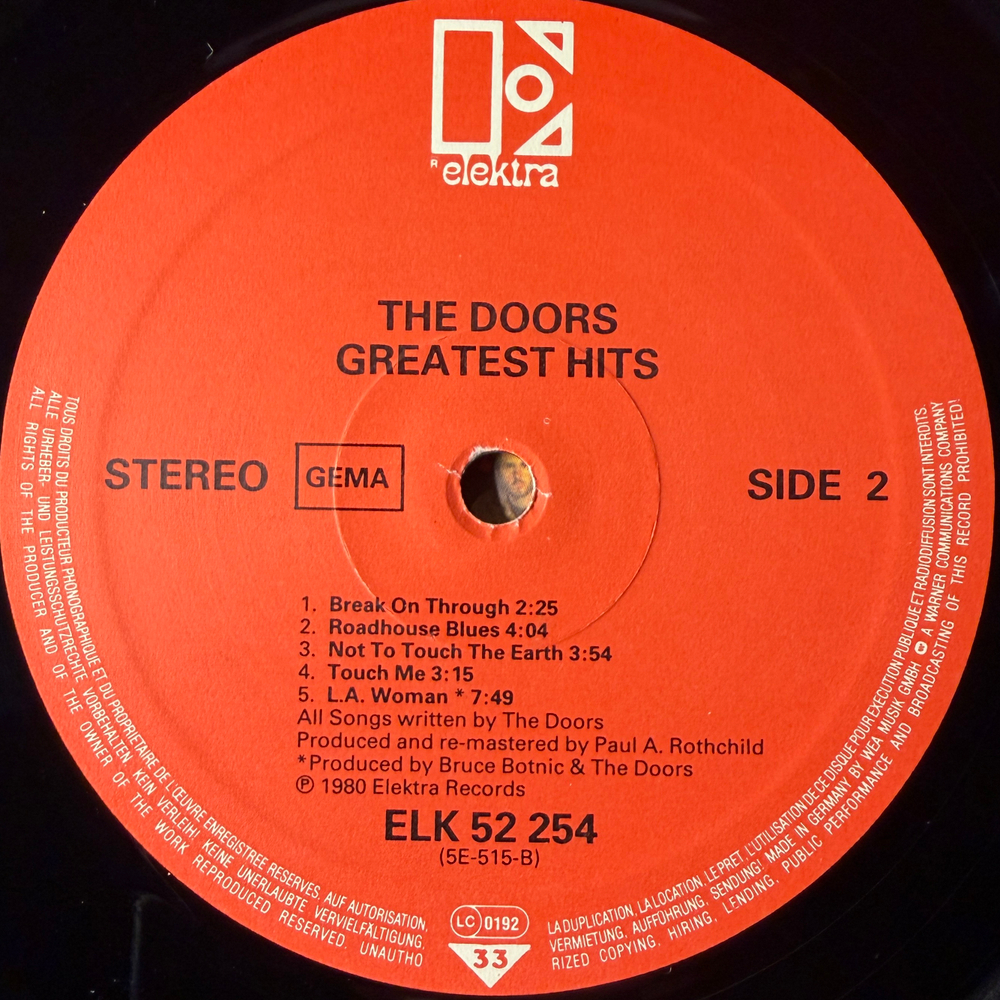 R elektra
THE DOORS
GREATEST HITS
STEREO GEMA SIDE 2
1. Break On Through 2:25
2. Roadhouse Blues 4:04
3. Not To Touch The Earth 3:54
4. Touch Me 3:15
5. L.A. Woman * 7:49
All Songs written by The Doors
Produced and re-mastered by Paul A. Rothchild
*Produced by Bruce Botnic & The Doors
Ⓟ 1980 Elektra Records
ELK 52 254
(5E-515-B)
LC 0192
33
TOUS DROITS DU PRODUCTEUR PHONOGRAPHIQUE ET DU PROPRIETAIRE DE L'ŒUVRE ENREGISTREE RESERVES. AUF AUTORISATION,
LA DUPLICATION, LA LOCATION, LE PRET, L'UTILISATION DE CE DISQUE POUR EXECUTION PUBLIQUE ET RADIODIFFUSION SONT INTERDITS.
ALLE URHEBER- UND LEISTUNGSSCHUTZRECHTE VORBEHALTEN. KEIN VERLEIH! KEINE UNERLAUBTE VERVIELFÄLTIGUNG,
VERMIETUNG, AUFFÜHRUNG, SENDUNG! MADE IN GERMANY BY WEA MUSIK GMBH A WARNER COMMUNICATIONS COMPANY
ALL RIGHTS OF THE PRODUCER AND OF THE OWNER OF THE WORK REPRODUCED RESERVED. UNAUTHO
RIZED COPYING, HIRING, LENDING, PUBLIC PERFORMANCE AND BROADCASTING OF THIS RECORD PROHIBITED!